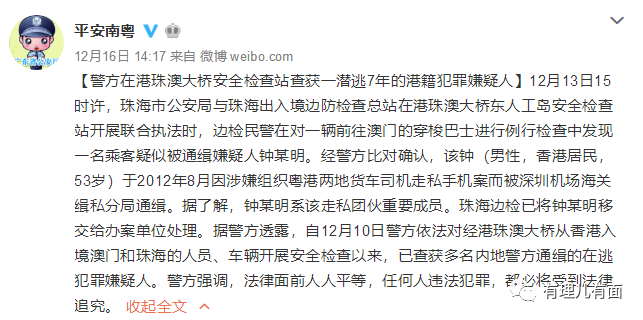 平安南粤
12月16日 14:17 来自 微博 weibo.com
【警方在港珠澳大桥安全检查站查获一潜逃7年的港籍犯罪嫌疑人】12月13日15
时许，珠海市公安局与珠海出入境边防检查总站在港珠澳大桥东人工岛安全检查
站开展联合执法时，边检民警在对一辆前往澳门的穿梭巴士进行例行检查中发现
一名乘客疑似被通缉嫌疑人钟某明。经警方比对确认，该钟（男性，香港居民，
53岁）于2012年8月因涉嫌组织粤港两地货车司机走私手机案而被深圳机场海关
缉私分局通缉。据了解，钟某明系该走私团伙重要成员。珠海边检已将钟某明移
交给办案单位处理。据警方透露，自12月10日警方依法对经港珠澳大桥从香港入
境澳门和珠海的人员、车辆开展安全检查以来，已查获多名内地警方通缉的在逃
犯罪嫌疑人。警方强调，法律面前人人平等，任何人违法犯罪，都必将受到法律
追究。 收起全文
有理儿有面